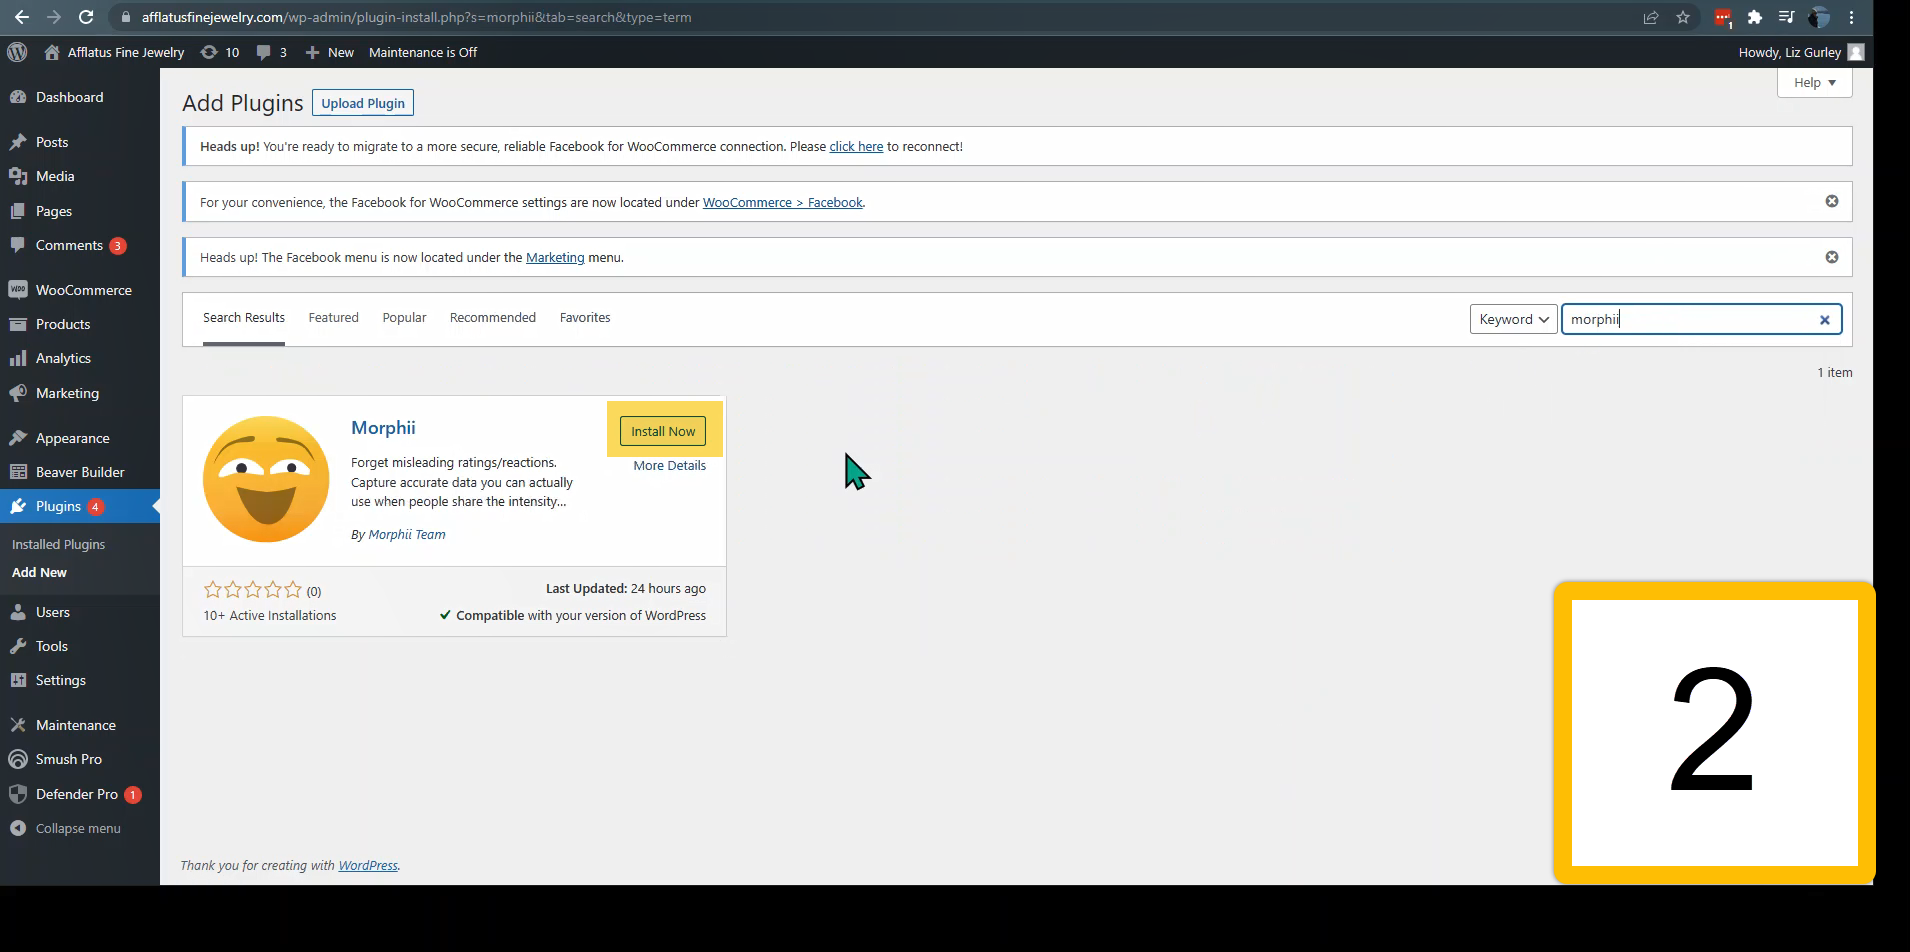 afflatusfinejewelry.com/wp-admin/plugin-install.php?s=morphii&tab=search&type=term
1
Afflatus Fine Jewelry
10
3
New
Maintenance is Off
Howdy, Liz Gurley
Dashboard
Posts
Media
Pages
Comments 3
WooCommerce
Products
Analytics
Marketing
Appearance
Beaver Builder
Plugins 4
Installed Plugins
Add New
Users
Tools
Settings
Maintenance
Smush Pro
Defender Pro 1
Collapse menu
Help
Add Plugins
Upload Plugin
Heads up! You're ready to migrate to a more secure, reliable Facebook for WooCommerce connection. Please click here to reconnect!
For your convenience, the Facebook for WooCommerce settings are now located under WooCommerce > Facebook.
Heads up! The Facebook menu is now located under the Marketing menu.
Search Results
Featured
Popular
Recommended
Favorites
Keyword
morphii
1 item
Morphii
Install Now
More Details
Forget misleading ratings/reactions.
Capture accurate data you can actually
use when people share the intensity...
By Morphii Team
(0)
Last Updated: 24 hours ago
10+ Active Installations
Compatible with your version of WordPress
2
Thank you for creating with WordPress.